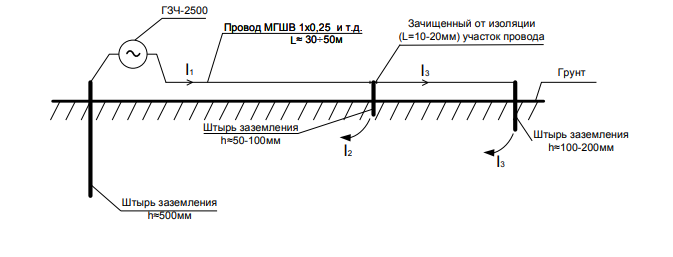 ГЗЧ-2500
Провод МГШВ 1х0,25 и т.д.
L≈ 30÷50м
Зачищенный от изоляции
(L=10-20мм) участок провода
I1
I3
Грунт
Штырь заземления
h≈50-100мм
I2
I3
Штырь заземления
h≈100-200мм
Штырь заземления
h≈500мм